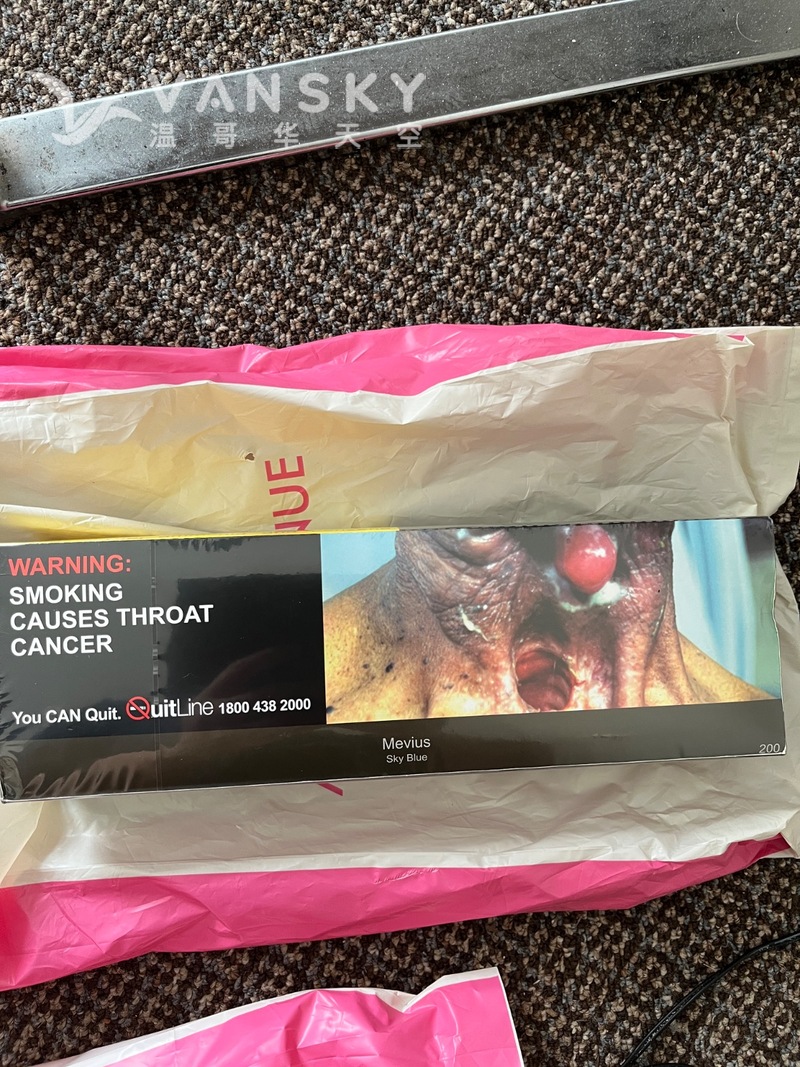 VANSKY
温哥华天空
WARNING:
SMOKING
CAUSES THROAT
CANCER
You CAN Quit. QuitLine 1800 438 2000
Mevius
Sky Blue
200